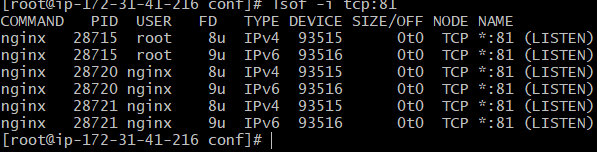 [root@ip-172-31-41-216 conf]# lsof -i tcp:81
COMMAND PID USER FD TYPE DEVICE SIZE/OFF NODE NAME
nginx 28715 root 8u IPv4 93515 0t0 TCP *:81 (LISTEN)
nginx 28715 root 9u IPv6 93516 0t0 TCP *:81 (LISTEN)
nginx 28720 nginx 8u IPv4 93515 0t0 TCP *:81 (LISTEN)
nginx 28720 nginx 9u IPv6 93516 0t0 TCP *:81 (LISTEN)
nginx 28721 nginx 8u IPv4 93515 0t0 TCP *:81 (LISTEN)
nginx 28721 nginx 9u IPv6 93516 0t0 TCP *:81 (LISTEN)
[root@ip-172-31-41-216 conf]#